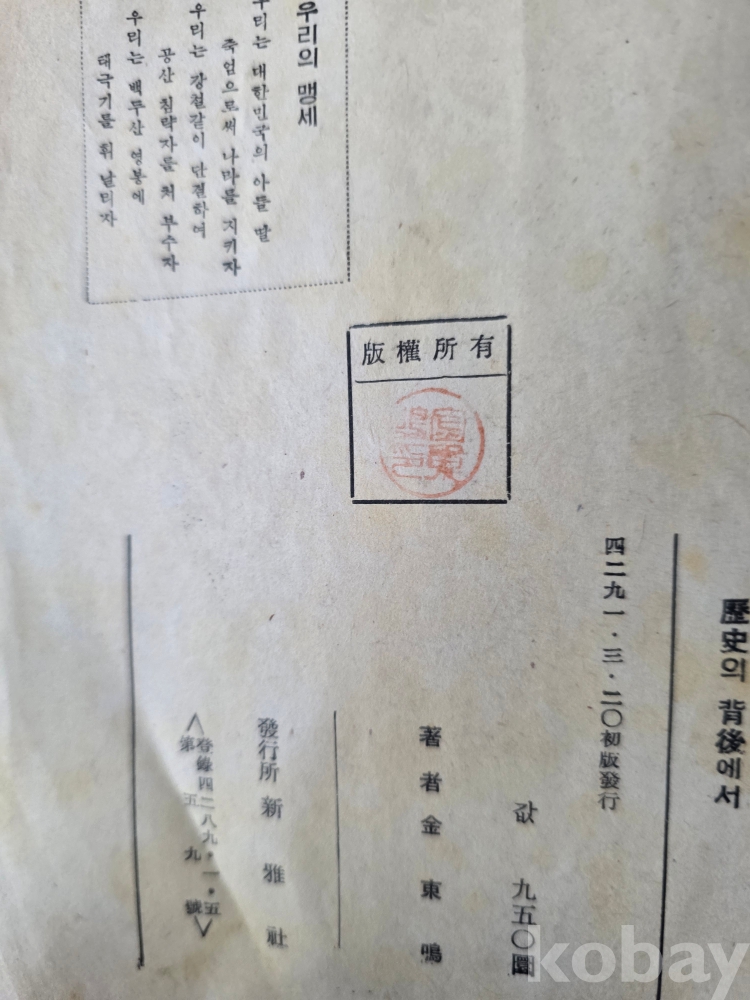 우리의 맹세
우리는 대한민국의 아들 딸
죽엄으로써 나라를 지키자
우리는 강철같이 단결하여
공산 침략자를 처 부수자
우리는 백두산 영봉에
태극기를 휘 날리자
版權所有
歷史의 背後에서
四二九一·三·二〇初版發行
값 九五〇圜
著者 金東鳴
發行所 新雅社
登錄四二八九·一·五
第五九號
kobay